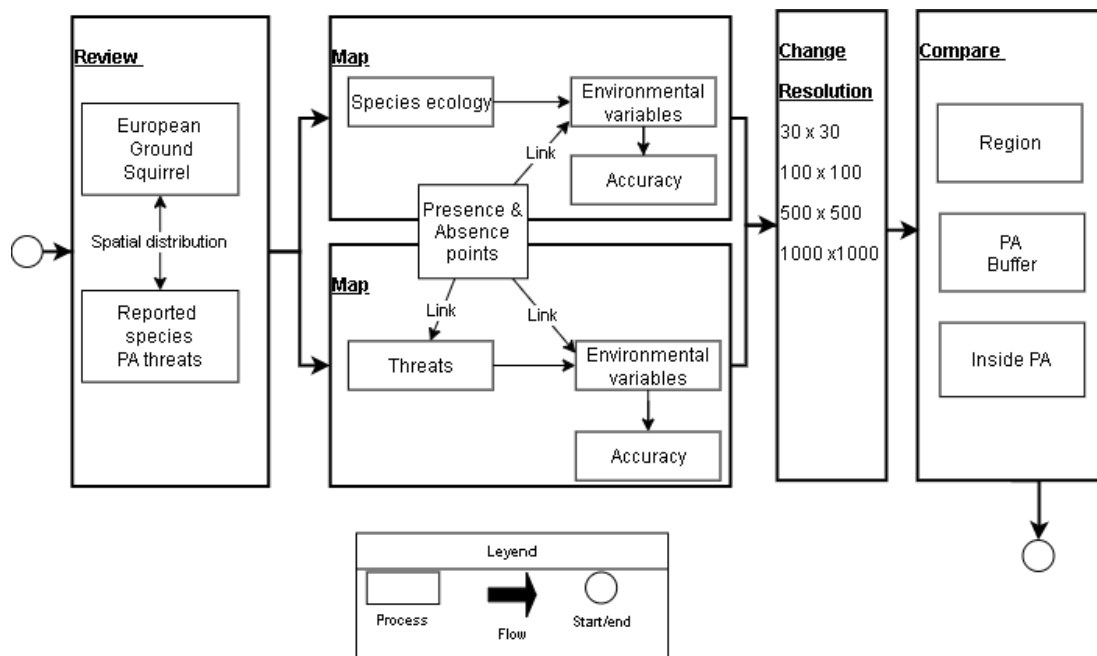 Review
European
Ground
Squirrel
Spatial distribution
Reported
species
PA threats
Map
Species ecology
Environmental
variables
Link
Accuracy
Presence &
Absence
points
Map
Link
Link
Threats
Environmental
variables
Accuracy
Change
Resolution
30 x 30
100 x 100
500 x 500
1000 x1000
Compare
Region
PA
Buffer
Inside PA
Leyend
Process
Flow
Start/end